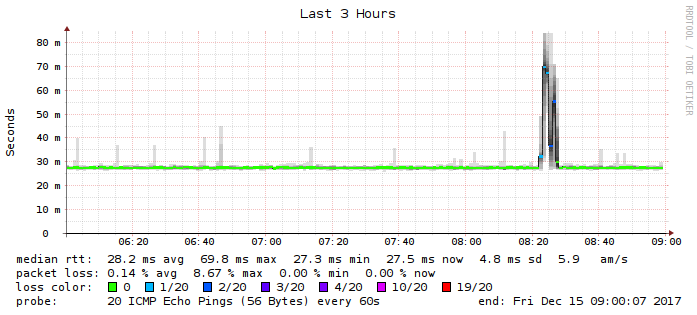 Last 3 Hours
RRDTOOL / TOBI OETIKER
Seconds
80 m
70 m
60 m
50 m
40 m
30 m
20 m
10 m
0
06:20 06:40 07:00 07:20 07:40 08:00 08:20 08:40 09:00
median rtt: 28.2 ms avg 69.8 ms max 27.3 ms min 27.5 ms now 4.8 ms sd 5.9 am/s
packet loss: 0.14 % avg 8.67 % max 0.00 % min 0.00 % now
loss color: 0 1/20 2/20 3/20 4/20 10/20 19/20
probe: 20 ICMP Echo Pings (56 Bytes) every 60s end: Fri Dec 15 09:00:07 2017